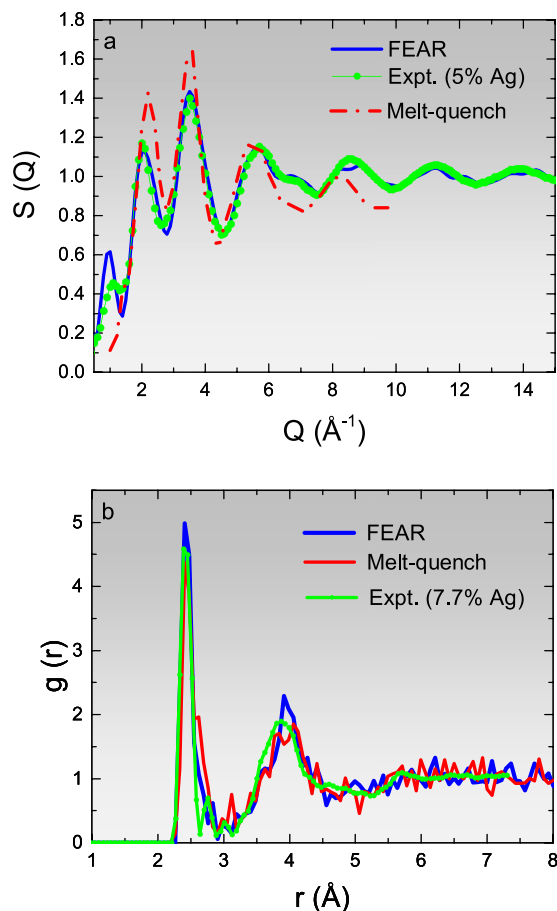 a
FEAR
Expt. (5% Ag)
Melt-quench
S (Q)
1.8
1.6
1.4
1.2
1.0
0.8
0.6
0.4
0.2
0.0
2 4 6 8 10 12 14
Q (Å⁻¹)
b
FEAR
Melt-quench
Expt. (7.7% Ag)
g (r)
5
4
3
2
1
0
1 2 3 4 5 6 7 8
r (Å)